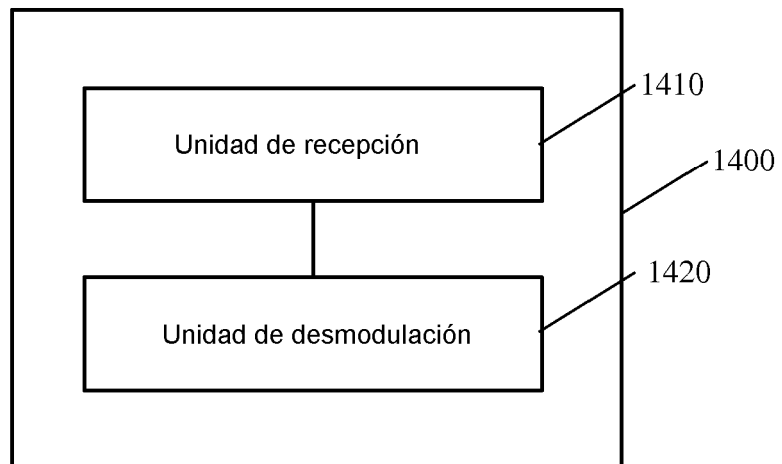 1410
Unidad de recepción
1400
1420
Unidad de desmodulación